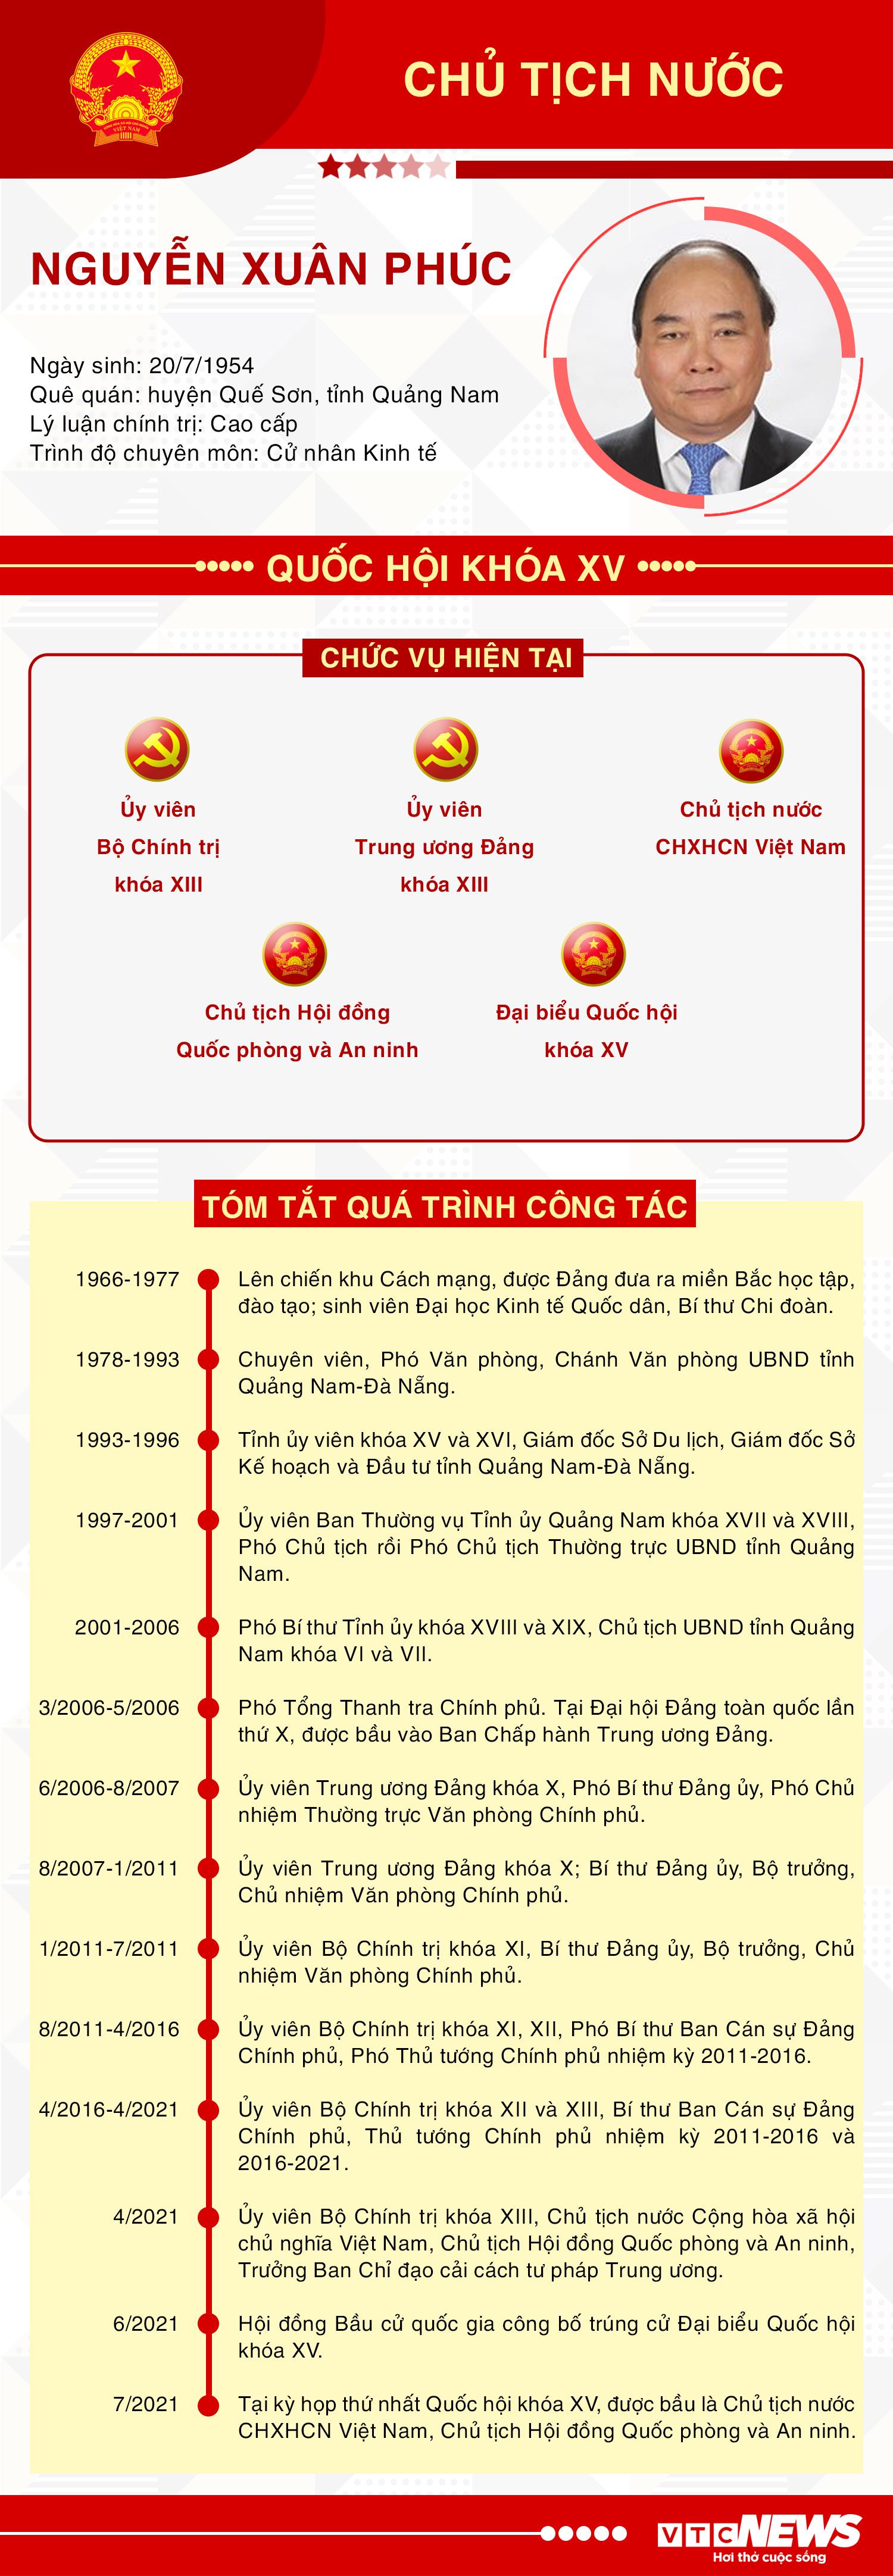 CHỦ TỊCH NƯỚC
NGUYỄN XUÂN PHÚC
Ngày sinh: 20/7/1954
Quê quán: huyện Quế Sơn, tỉnh Quảng Nam
Lý luận chính trị: Cao cấp
Trình độ chuyên môn: Cử nhân Kinh tế
QUỐC HỘI KHÓA XV
CHỨC VỤ HIỆN TẠI
Ủy viên
Bộ Chính trị
khóa XIII
Ủy viên
Trung ương Đảng
khóa XIII
Chủ tịch nước
CHXHCN Việt Nam
Chủ tịch Hội đồng
Quốc phòng và An ninh
Đại biểu Quốc hội
khóa XV
TÓM TẮT QUÁ TRÌNH CÔNG TÁC
1966-1977
Lên chiến khu Cách mạng, được Đảng đưa ra miền Bắc học tập,
đào tạo; sinh viên Đại học Kinh tế Quốc dân, Bí thư Chi đoàn.
1978-1993
Chuyên viên, Phó Văn phòng, Chánh Văn phòng UBND tỉnh
Quảng Nam-Đà Nẵng.
1993-1996
Tỉnh ủy viên khóa XV và XVI, Giám đốc Sở Du lịch, Giám đốc Sở
Kế hoạch và Đầu tư tỉnh Quảng Nam-Đà Nẵng.
1997-2001
Ủy viên Ban Thường vụ Tỉnh ủy Quảng Nam khóa XVII và XVIII,
Phó Chủ tịch rồi Phó Chủ tịch Thường trực UBND tỉnh Quảng
Nam.
2001-2006
Phó Bí thư Tỉnh ủy khóa XVIII và XIX, Chủ tịch UBND tỉnh Quảng
Nam khóa VI và VII.
3/2006-5/2006
Phó Tổng Thanh tra Chính phủ. Tại Đại hội Đảng toàn quốc lần
thứ X, được bầu vào Ban Chấp hành Trung ương Đảng.
6/2006-8/2007
Ủy viên Trung ương Đảng khóa X, Phó Bí thư Đảng ủy, Phó Chủ
nhiệm Thường trực Văn phòng Chính phủ.
8/2007-1/2011
Ủy viên Trung ương Đảng khóa X; Bí thư Đảng ủy, Bộ trưởng,
Chủ nhiệm Văn phòng Chính phủ.
1/2011-7/2011
Ủy viên Bộ Chính trị khóa XI, Bí thư Đảng ủy, Bộ trưởng, Chủ
nhiệm Văn phòng Chính phủ.
8/2011-4/2016
Ủy viên Bộ Chính trị khóa XI, XII, Phó Bí thư Ban Cán sự Đảng
Chính phủ, Phó Thủ tướng Chính phủ nhiệm kỳ 2011-2016.
4/2016-4/2021
Ủy viên Bộ Chính trị khóa XII và XIII, Bí thư Ban Cán sự Đảng
Chính phủ, Thủ tướng Chính phủ nhiệm kỳ 2011-2016 và
2016-2021.
4/2021
Ủy viên Bộ Chính trị khóa XIII, Chủ tịch nước Cộng hòa xã hội
chủ nghĩa Việt Nam, Chủ tịch Hội đồng Quốc phòng và An ninh,
Trưởng Ban Chỉ đạo cải cách tư pháp Trung ương.
6/2021
Hội đồng Bầu cử quốc gia công bố trúng cử Đại biểu Quốc hội
khóa XV.
7/2021
Tại kỳ họp thứ nhất Quốc hội khóa XV, được bầu là Chủ tịch nước
CHXHCN Việt Nam, Chủ tịch Hội đồng Quốc phòng và An ninh.
VTC NEWS
Hơi thở cuộc sống